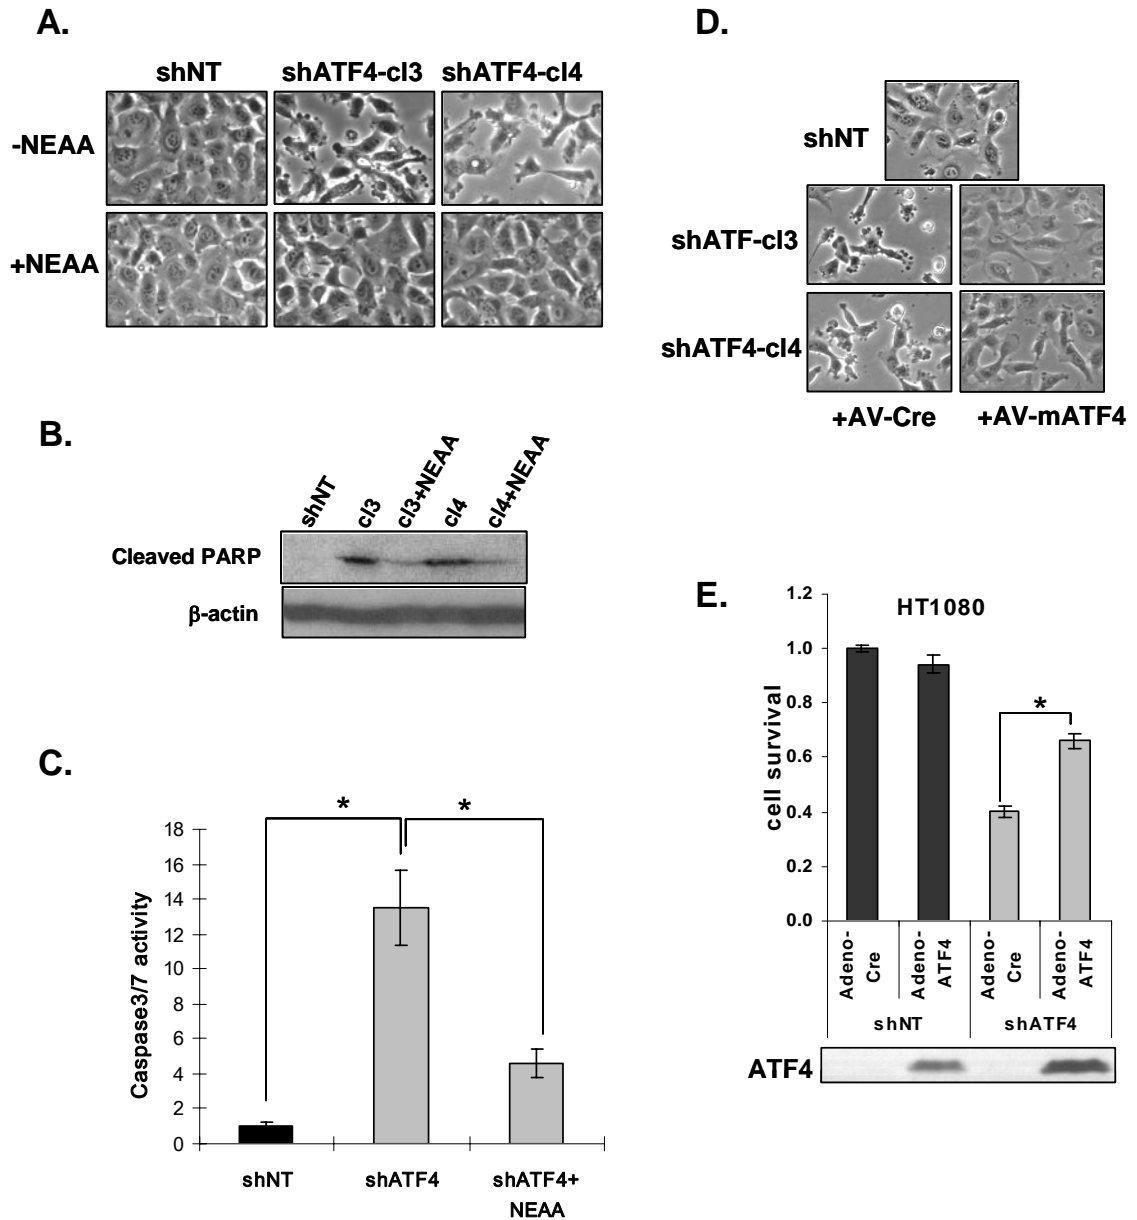 A.
shNT shATF4-cl3 shATF4-cl4
-NEAA
+NEAA
B.
shNT cl3 cl3+NEAA cl4 cl4+NEAA
Cleaved PARP
β-actin
C.
Caspase3/7 activity
18
16
14
12
10
8
6
4
2
0
* *
shNT shATF4 shATF4+
NEAA
D.
shNT
shATF-cl3
shATF4-cl4
+AV-Cre +AV-mATF4
E.
HT1080
cell survival
1.2
1.0
0.8
0.6
0.4
0.2
0.0
*
Adeno-
Cre
Adeno-
ATF4
Adeno-
Cre
Adeno-
ATF4
shNT shATF4
ATF4